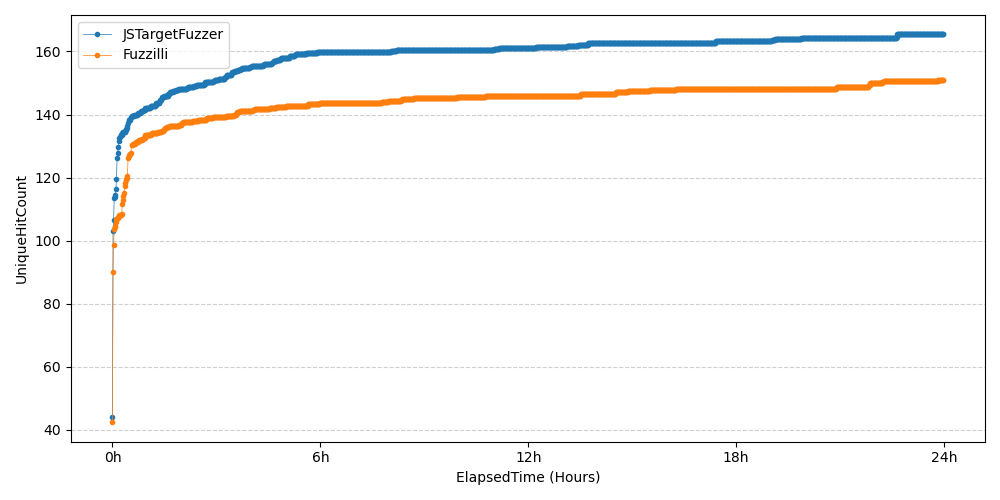 JSTargetFuzzer
Fuzzilli
UniqueHitCount
160
140
120
100
80
60
40
0h 6h 12h 18h 24h
ElapsedTime (Hours)